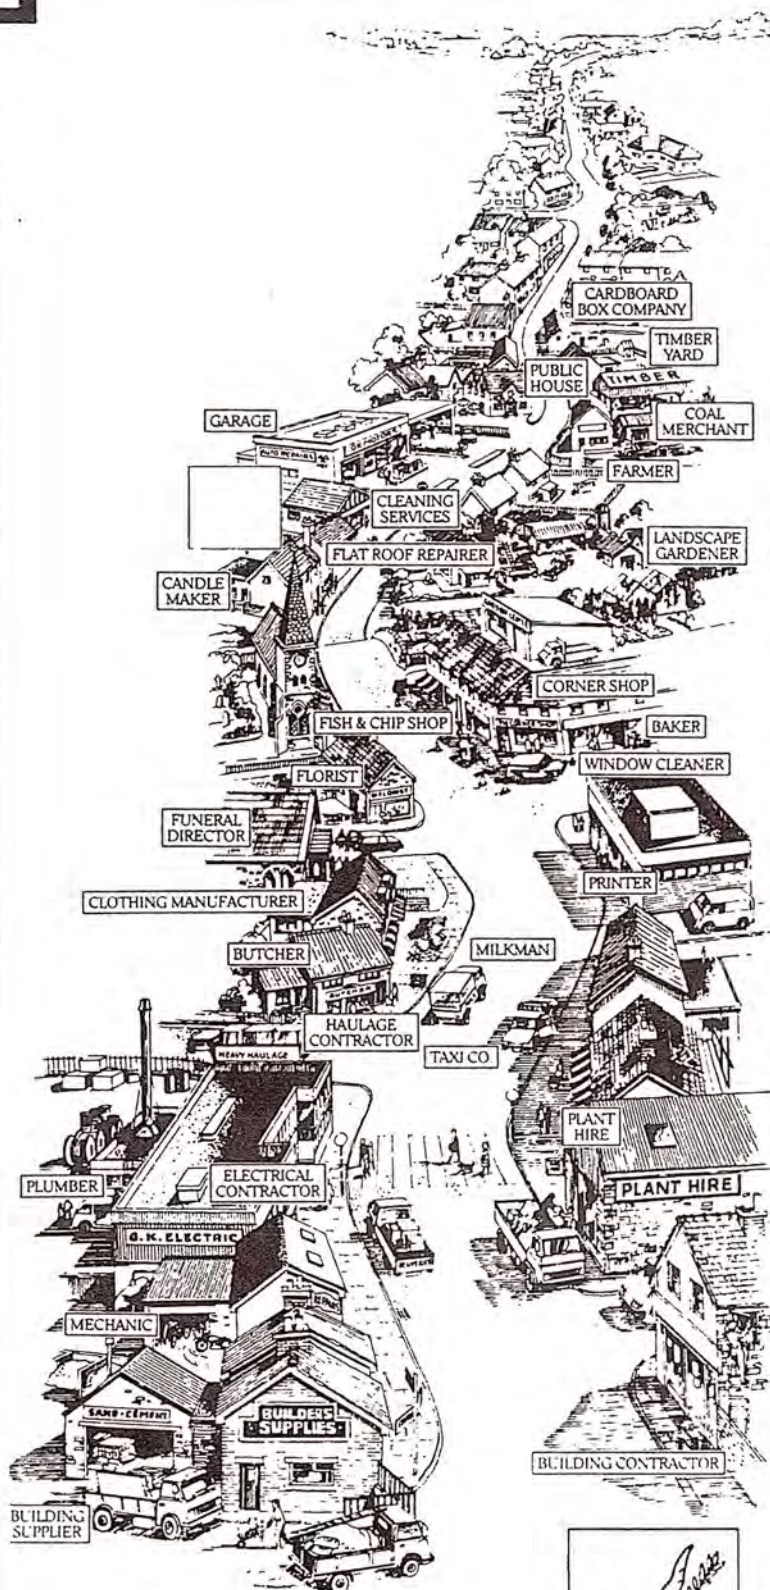 CARDBOARD
BOX COMPANY
TIMBER
YARD
PUBLIC
HOUSE
TIMBER
COAL
MERCHANT
GARAGE
AUTO REPAIRS
FARMER
CLEANING
SERVICES
FLAT ROOF REPAIRER
LANDSCAPE
GARDENER
CANDLE
MAKER
CORNER SHOP
FISH & CHIP SHOP
BAKER
WINDOW CLEANER
FLORIST
FLORIST
FUNERAL
DIRECTOR
PRINTER
CLOTHING MANUFACTURER
BUTCHER
MILKMAN
BUTCHER
HAULAGE
CONTRACTOR
HEAVY HAULAGE
TAXI CO
PLANT
HIRE
PLUMBER
ELECTRICAL
CONTRACTOR
PLANT HIRE
G.K. ELECTRIC
MECHANIC
SAND · CEMENT
BUILDERS
SUPPLIES
BUILDING CONTRACTOR
BUILDING
SUPPLIER